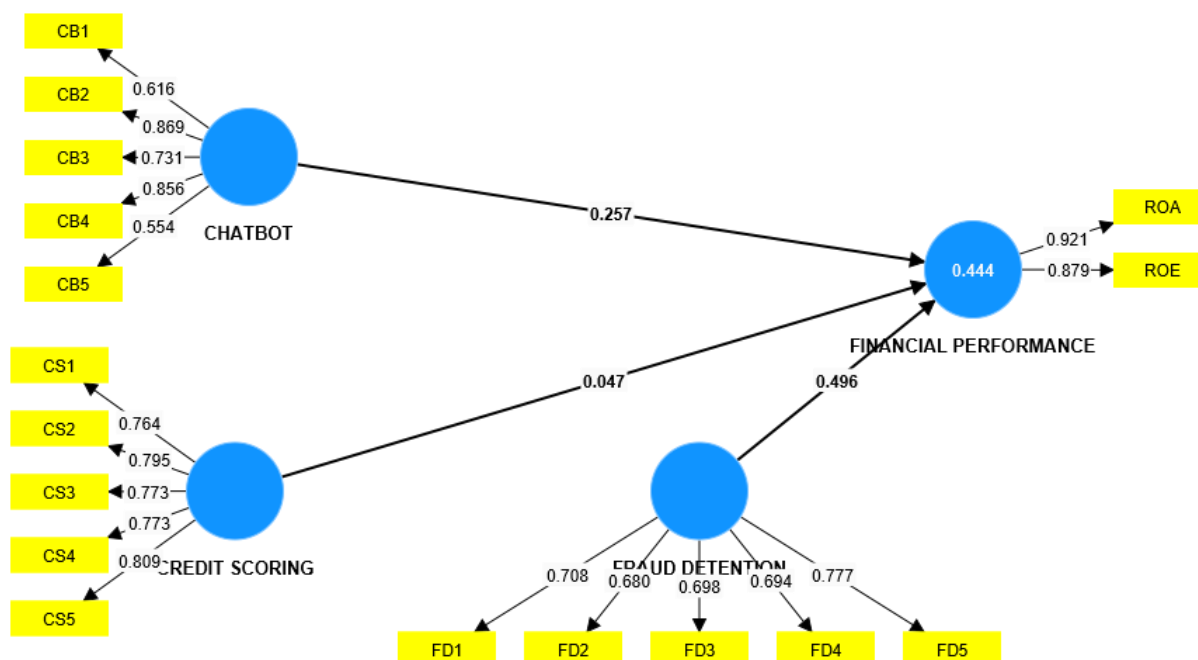 CB1
0.616
CB2
0.869
CB3
0.731
CB4
0.856
CB5
0.554
CHATBOT
0.257
ROA
0.921
ROE
0.879
0.444
FINANCIAL PERFORMANCE
CS1
0.764
CS2
0.795
CS3
0.773
CS4
0.773
CS5
0.809
CREDIT SCORING
0.047
0.496
FRAUD DETENTION
0.708
0.680
0.698
0.694
0.777
FD1
FD2
FD3
FD4
FD5